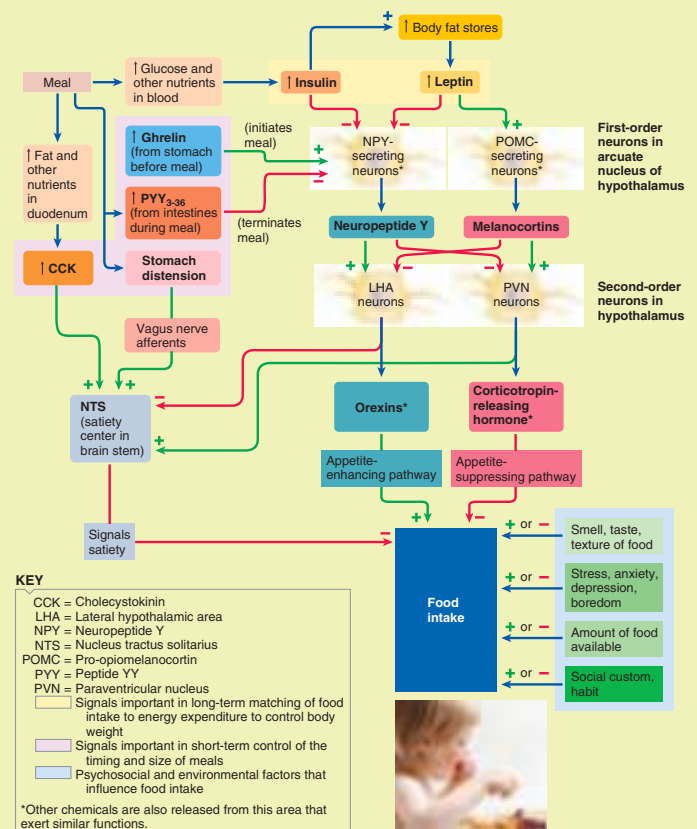 ↑ Body fat stores
Meal
↑ Glucose and
other nutrients
in blood
↑ Insulin
↑ Leptin
↑ Fat and
other
nutrients
in
duodenum
↑ Ghrelin
(from stomach
before meal)
(initiates
meal)
↑ PYY3-36
(from intestines
during meal)
(terminates
meal)
NPY-
secreting
neurons*
POMC-
secreting
neurons*
First-order
neurons in
arcuate
nucleus of
hypothalamus
Neuropeptide Y
Melanocortins
↑ CCK
Stomach
distension
LHA
neurons
PVN
neurons
Second-order
neurons in
hypothalamus
Vagus nerve
afferents
NTS
(satiety
center in
brain stem)
Orexins*
Corticotropin-
releasing
hormone*
Appetite-
enhancing pathway
Appetite-
suppressing pathway
Signals
satiety
Food
intake
+ or −
Smell, taste,
texture of food
+ or −
Stress, anxiety,
depression,
boredom
+ or −
Amount of food
available
+ or −
Social custom,
habit
KEY
CCK = Cholecystokinin
LHA = Lateral hypothalamic area
NPY = Neuropeptide Y
NTS = Nucleus tractus solitarius
POMC = Pro-opiomelanocortin
PYY = Peptide YY
PVN = Paraventricular nucleus
Signals important in long-term matching of food
intake to energy expenditure to control body
weight
Signals important in short-term control of the
timing and size of meals
Psychosocial and environmental factors that
influence food intake
*Other chemicals are also released from this area that
exert similar functions.